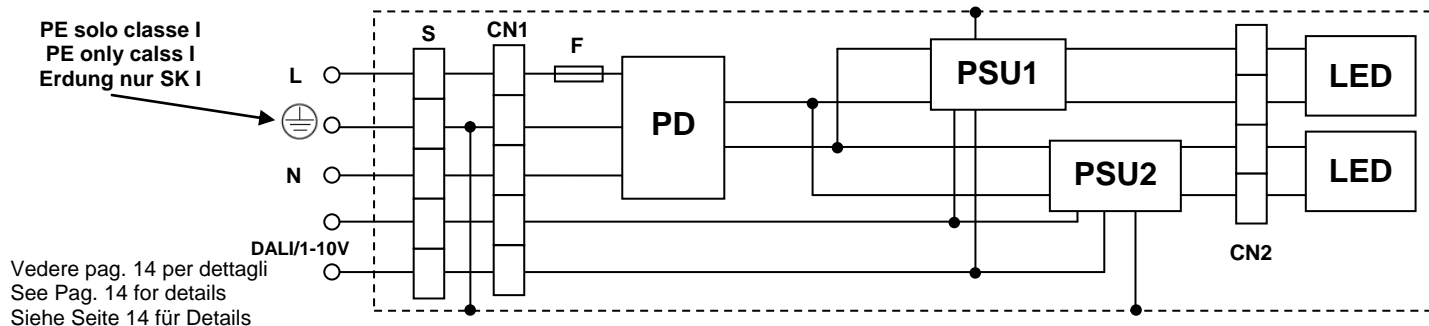 PE solo classe I
PE only calss I
Erdung nur SK I
S
CN1
F
L
N
DALI/1-10V
PD
PSU1
PSU2
LED
LED
CN2
Vedere pag. 14 per dettagli
See Pag. 14 for details
Siehe Seite 14 für Details